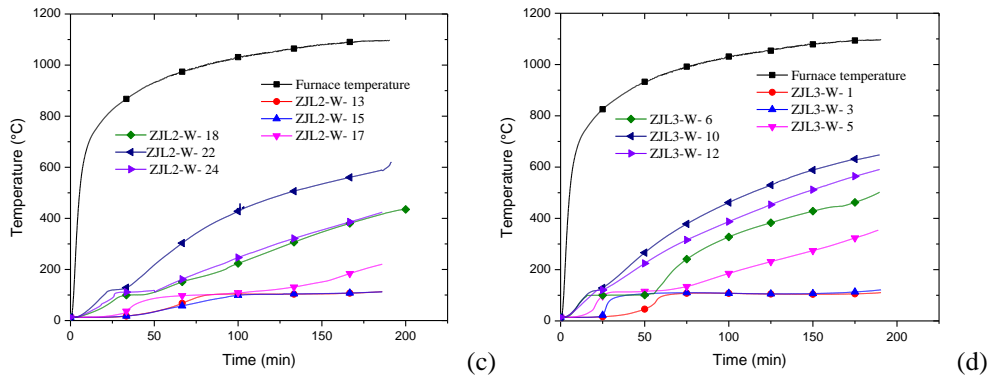 1200
1000
800
600
400
200
0
Temperature (°C)
Furnace temperature
ZJL2-W- 13
ZJL2-W- 15
ZJL2-W- 17
ZJL2-W- 18
ZJL2-W- 22
ZJL2-W- 24
0 50 100 150 200
Time (min)
(c)
1200
1000
800
600
400
200
0
Temperature (°C)
Furnace temperature
ZJL3-W- 1
ZJL3-W- 3
ZJL3-W- 5
ZJL3-W- 6
ZJL3-W- 10
ZJL3-W- 12
0 50 100 150 200
Time (min)
(d)